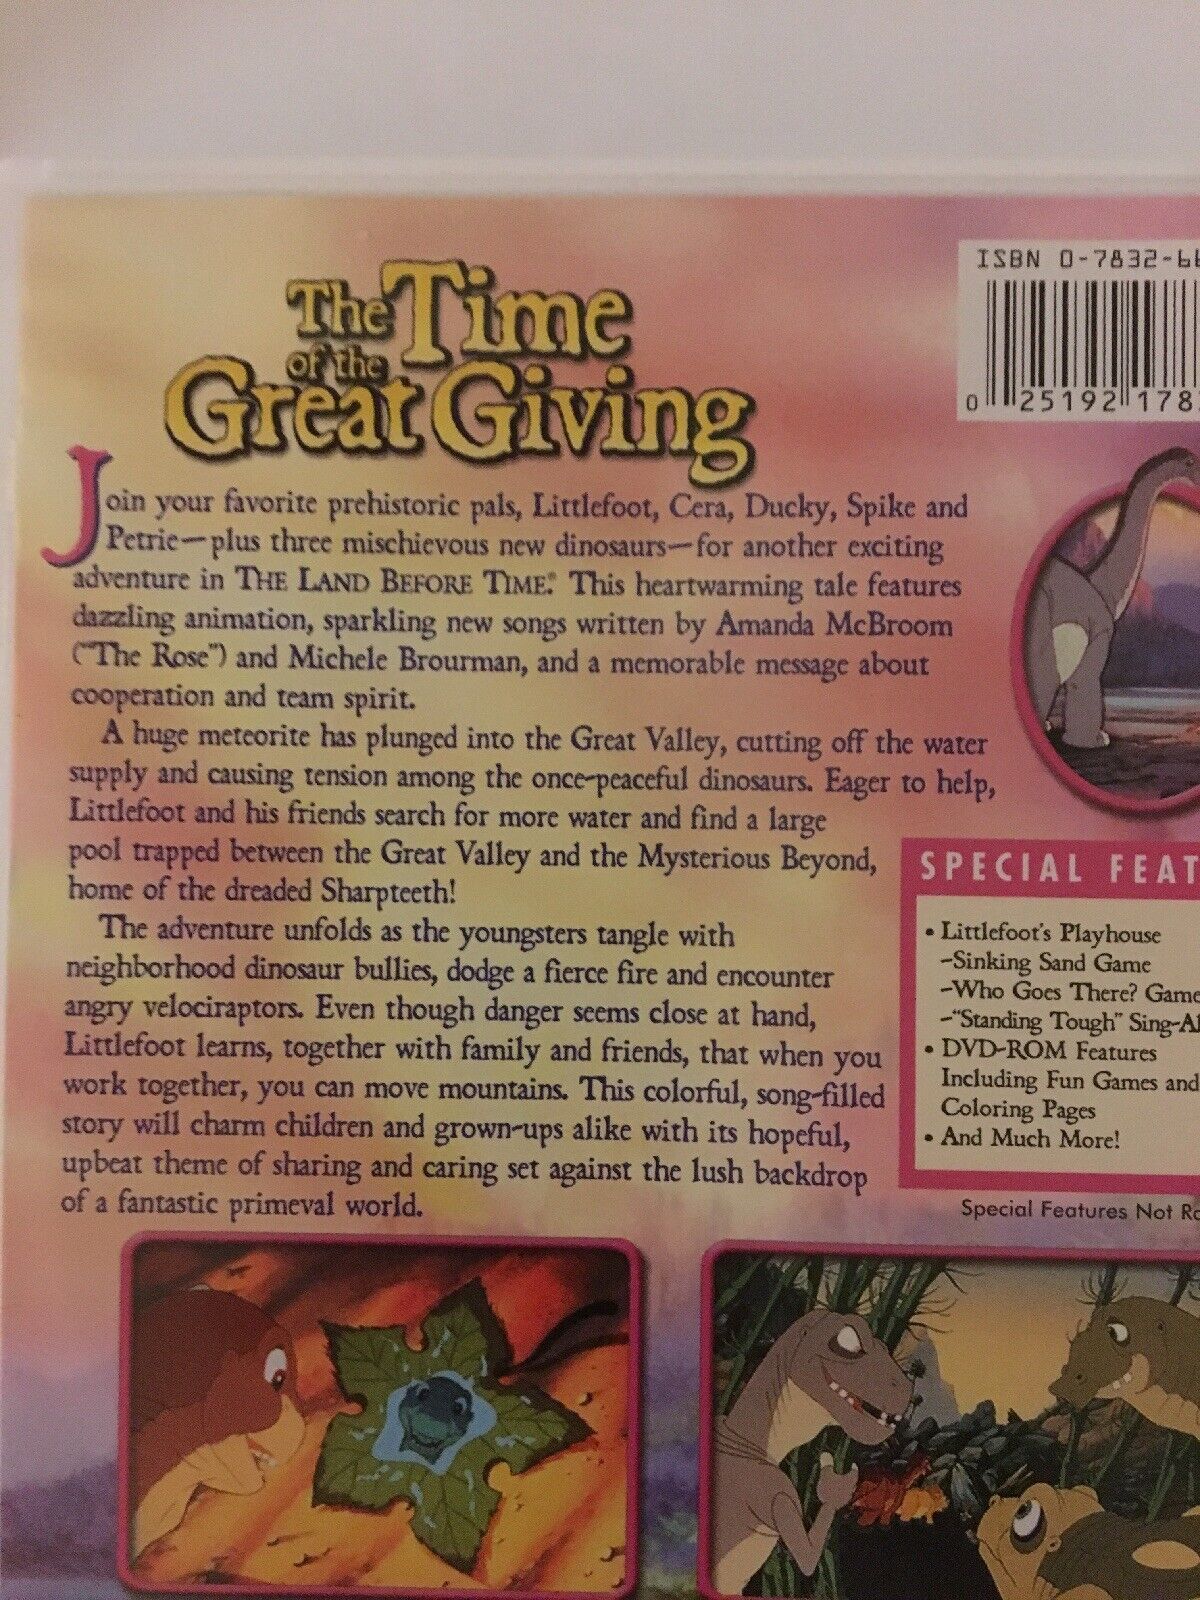 The Time
of the
Great Giving
ISBN 0-7832-66
0 25192 178
Join your favorite prehistoric pals, Littlefoot, Cera, Ducky, Spike and
Petrie—plus three mischievous new dinosaurs—for another exciting
adventure in THE LAND BEFORE TIME.® This heartwarming tale features
dazzling animation, sparkling new songs written by Amanda McBroom
("The Rose") and Michele Brourman, and a memorable message about
cooperation and team spirit.
A huge meteorite has plunged into the Great Valley, cutting off the water
supply and causing tension among the once-peaceful dinosaurs. Eager to help,
Littlefoot and his friends search for more water and find a large
pool trapped between the Great Valley and the Mysterious Beyond,
home of the dreaded Sharpteeth!
The adventure unfolds as the youngsters tangle with
neighborhood dinosaur bullies, dodge a fierce fire and encounter
angry velociraptors. Even though danger seems close at hand,
Littlefoot learns, together with family and friends, that when you
work together, you can move mountains. This colorful, song-filled
story will charm children and grown-ups alike with its hopeful,
upbeat theme of sharing and caring set against the lush backdrop
of a fantastic primeval world.
SPECIAL FEAT
• Littlefoot's Playhouse
-Sinking Sand Game
-Who Goes There? Game
-"Standing Tough" Sing-Al
• DVD-ROM Features
Including Fun Games and
Coloring Pages
• And Much More!
Special Features Not Ra